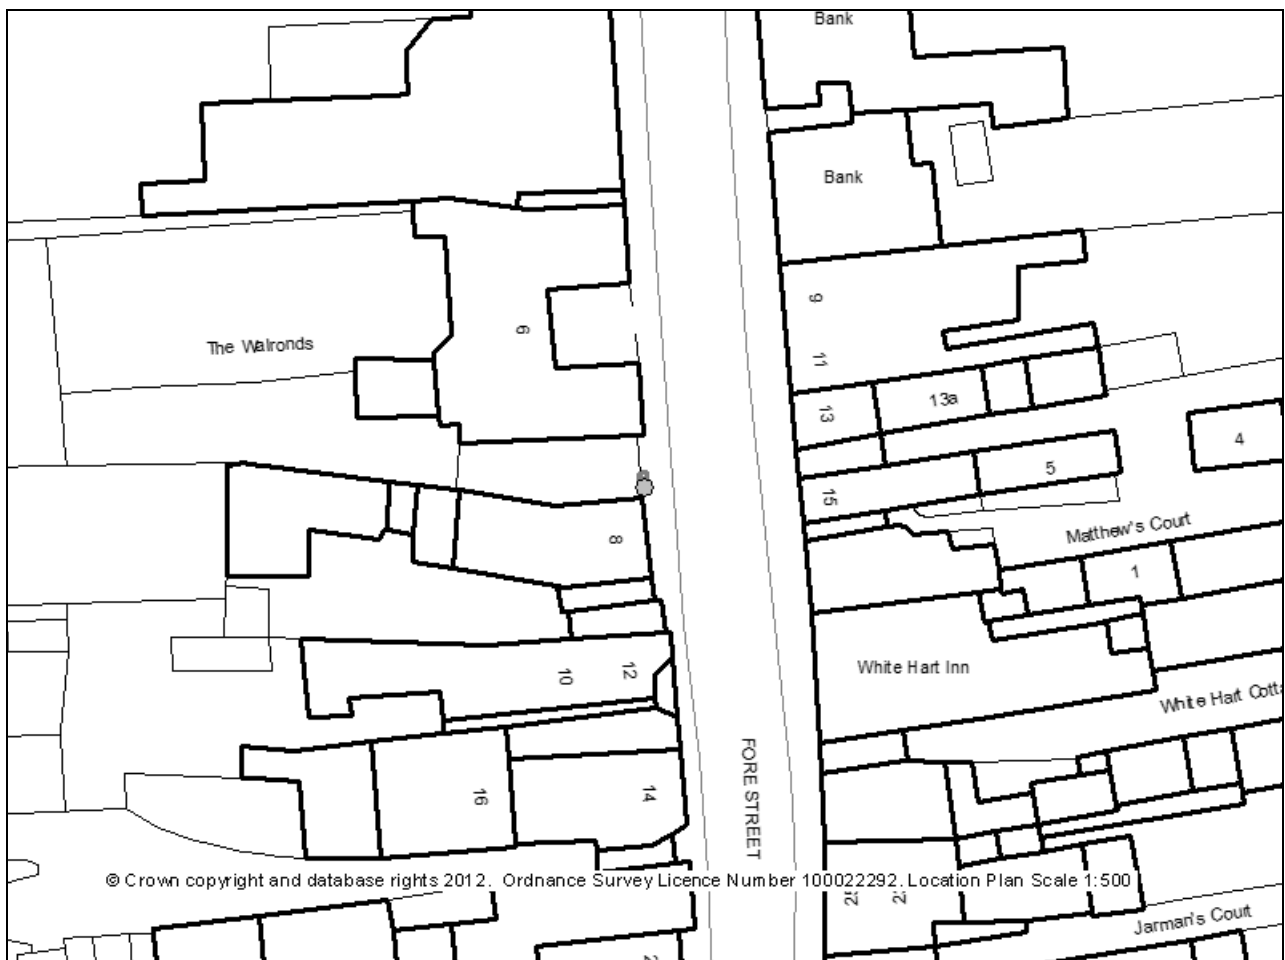 Bank
Bank
9
11
The Walronds
6
13
13a
4
5
15
Matthew's Court
8
1
White Hart Inn
10
12
White Hart Cotta
FORE STREET
16
14
© Crown copyright and database rights 2012. Ordnance Survey Licence Number 100022292. Location Plan Scale 1:500
Jarman's Court